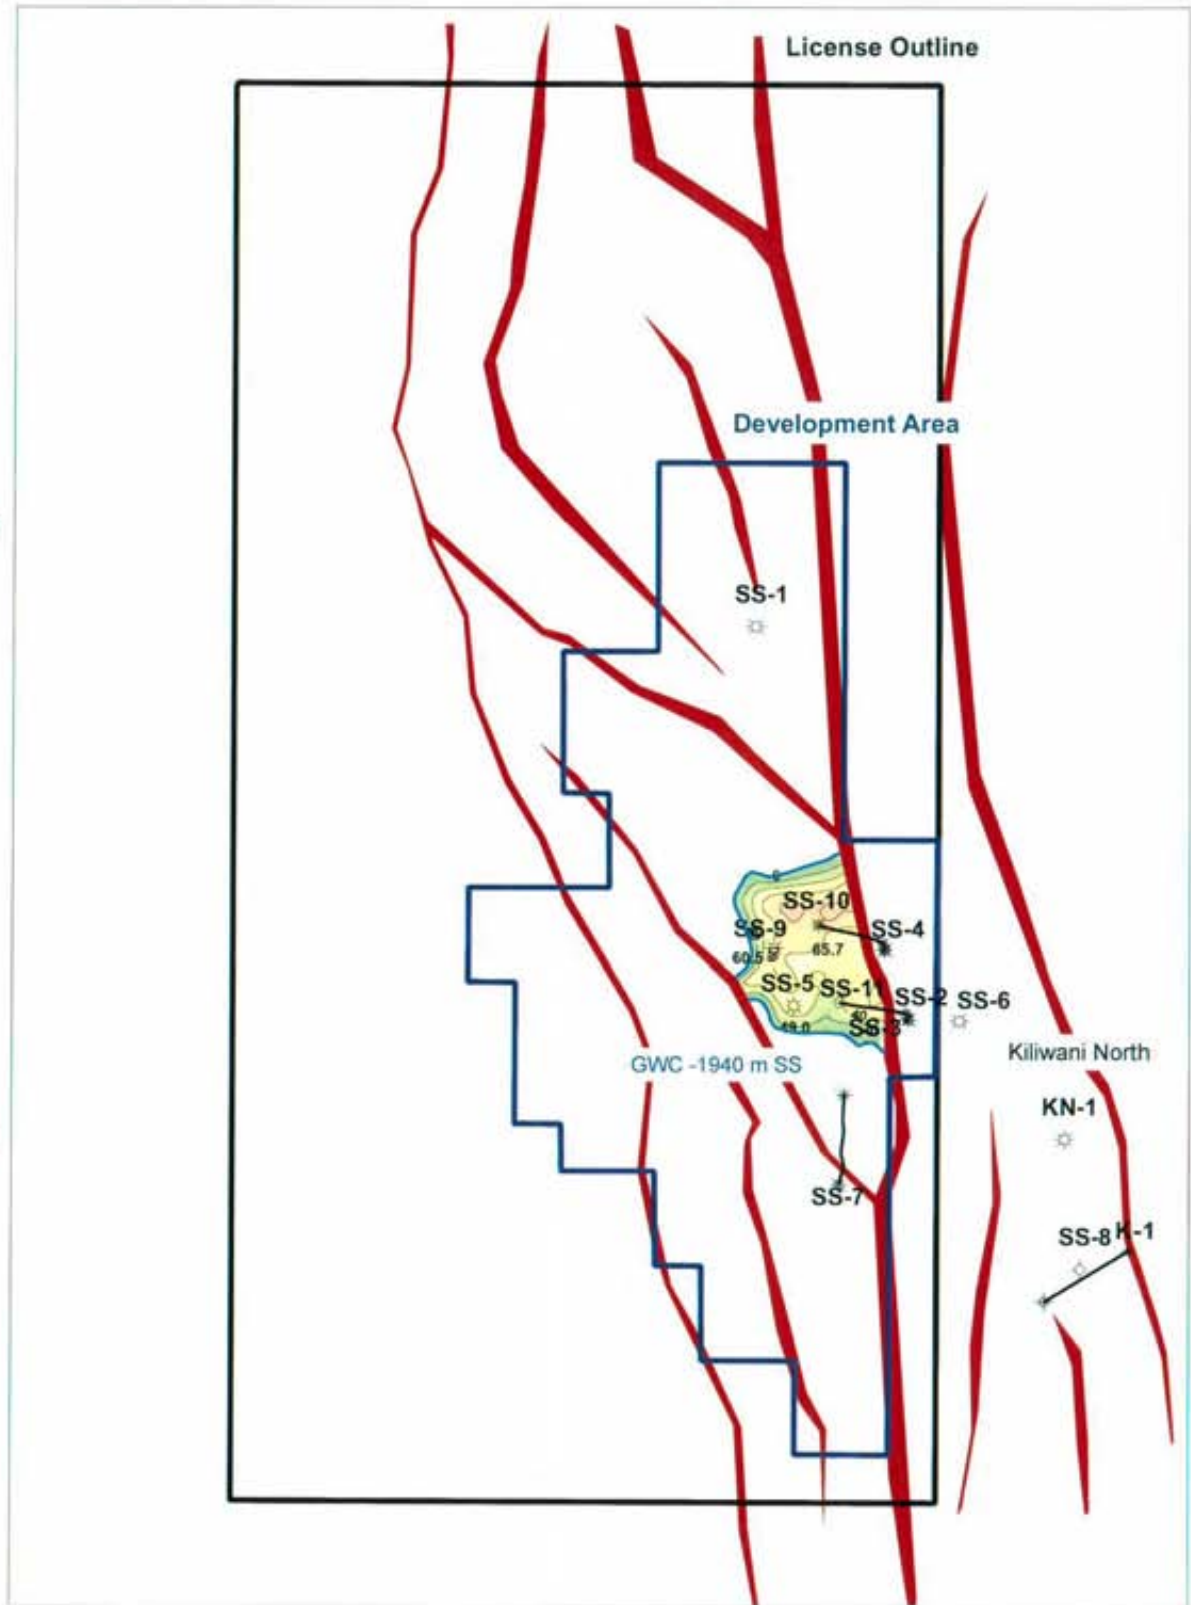 License Outline
Development Area
SS-1
SS-10
SS-9
SS-4
60.5
65.7
SS-5
SS-11
SS-2
SS-6
49.0
SS-3
GWC -1940 m SS
Kiliwani North
KN-1
SS-7
SS-8
K-1